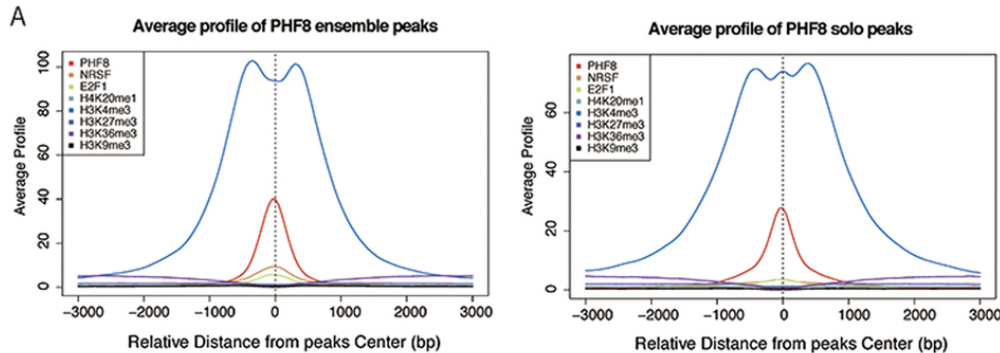 A
Average profile of PHF8 ensemble peaks
Average Profile
100
80
60
40
20
0
PHF8
NRSF
E2F1
H4K20me1
H3K4me3
H3K27me3
H3K36me3
H3K9me3
−3000 −2000 −1000 0 1000 2000 3000
Relative Distance from peaks Center (bp)
Average profile of PHF8 solo peaks
Average Profile
60
40
20
0
PHF8
NRSF
E2F1
H4K20me1
H3K4me3
H3K27me3
H3K36me3
H3K9me3
−3000 −2000 −1000 0 1000 2000 3000
Relative Distance from peaks Center (bp)